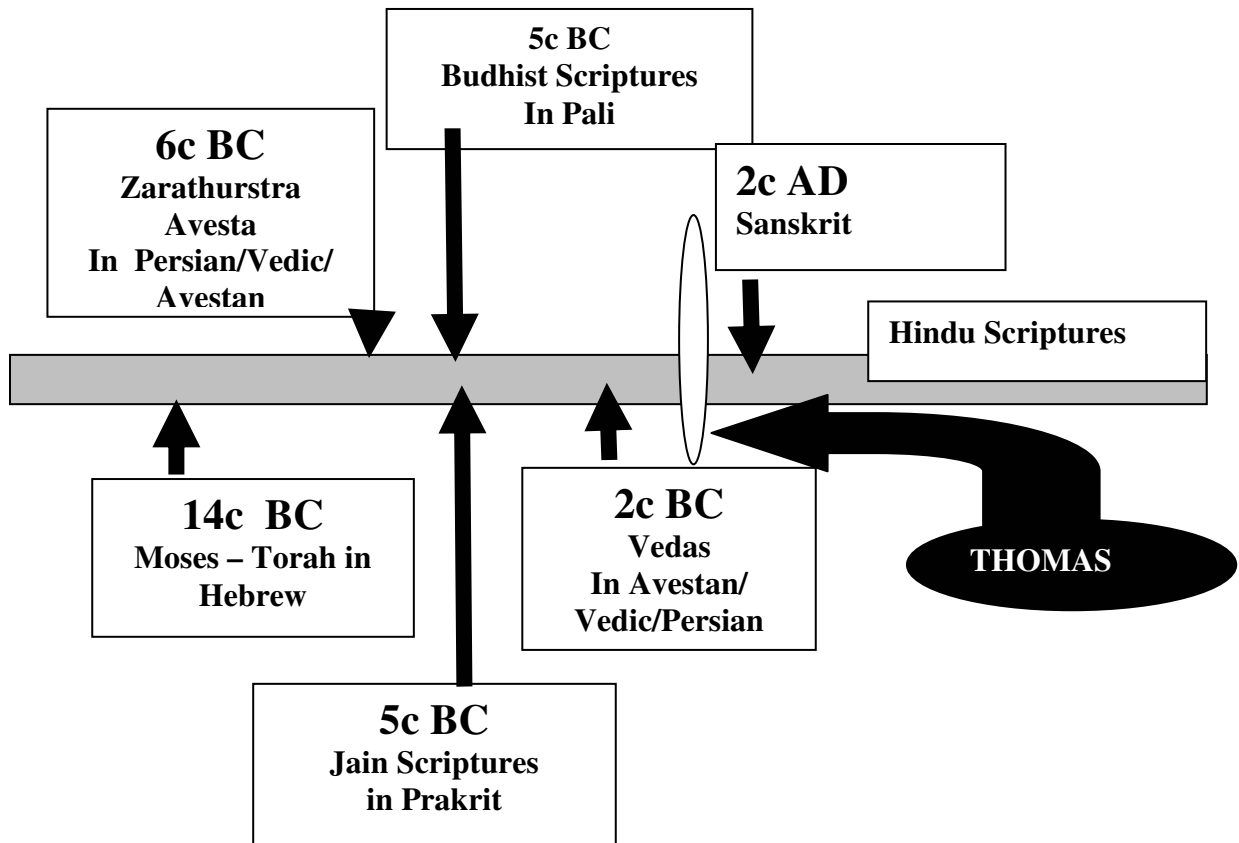 5c BC
Budhist Scriptures
In Pali
6c BC
Zarathurstra
Avesta
In Persian/Vedic/
Avestan
2c AD
Sanskrit
Hindu Scriptures
14c BC
Moses – Torah in
Hebrew
2c BC
Vedas
In Avestan/
Vedic/Persian
THOMAS
5c BC
Jain Scriptures
in Prakrit